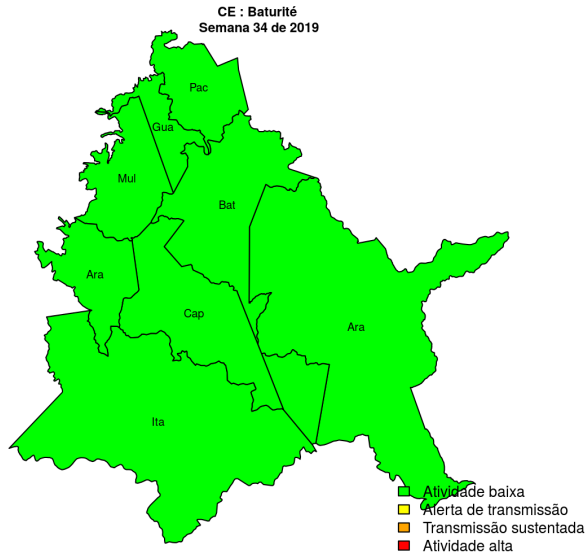 CE : Baturité
Semana 34 de 2019
Pac
Gua
Mul
Bat
Ara
Cap
Ara
Ita
Atividade baixa
Alerta de transmissão
Transmissão sustentada
Atividade alta